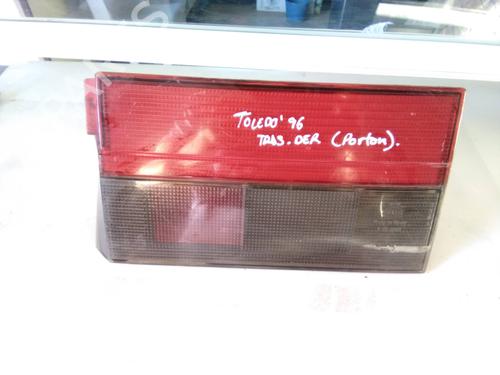 TOLEDO'96
TRAS. DER (Porton).